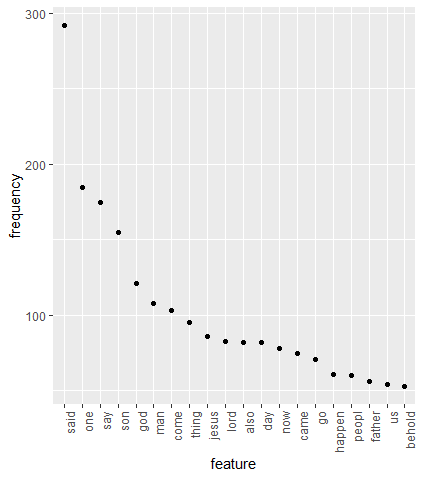 300
200
100
frequency
said one say son god man come thing jesus lord also day now came go happen peopl father us behold
feature